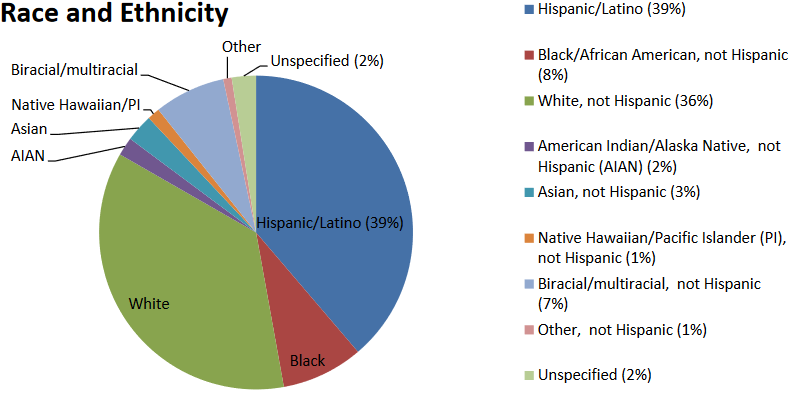 Race and Ethnicity
Other
Unspecified (2%)
Biracial/multiracial
Native Hawaiian/PI
Asian
AIAN
Hispanic/Latino (39%)
White
Black
Hispanic/Latino (39%)
Black/African American, not Hispanic
(8%)
White, not Hispanic (36%)
American Indian/Alaska Native,  not
Hispanic (AIAN) (2%)
Asian, not Hispanic (3%)
Native Hawaiian/Pacific Islander (PI),
not Hispanic (1%)
Biracial/multiracial,  not Hispanic
(7%)
Other,  not Hispanic (1%)
Unspecified (2%)